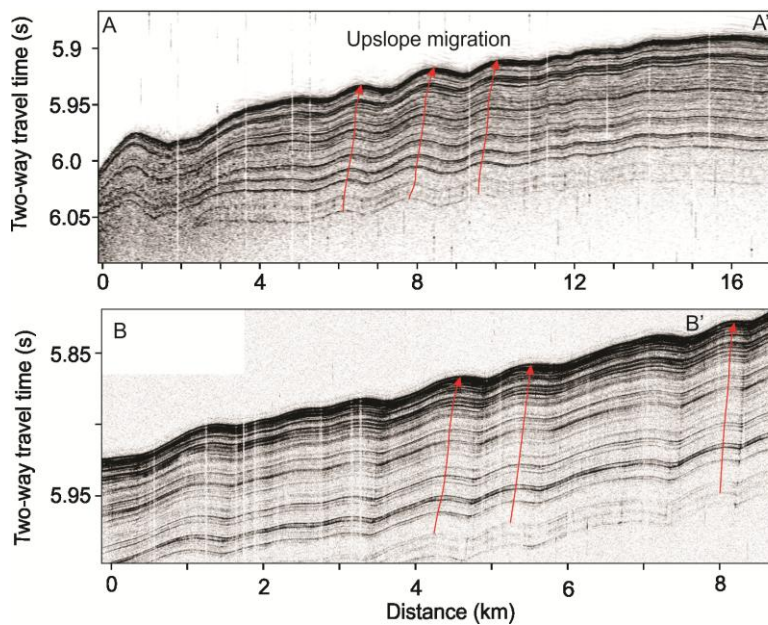 A
Upslope migration
A'
Two-way travel time (s)
5.9
5.95
6.0
6.05
0 4 8 12 16
B
B'
Two-way travel time (s)
5.85
5.95
0 2 4 6 8
Distance (km)